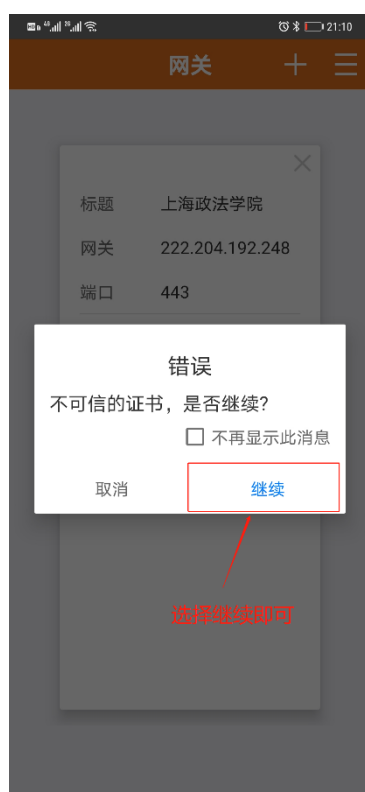 21:10
网关
标题 上海政法学院
网关 222.204.192.248
端口 443
错误
不可信的证书，是否继续?
不再显示此消息
取消 继续
选择继续即可